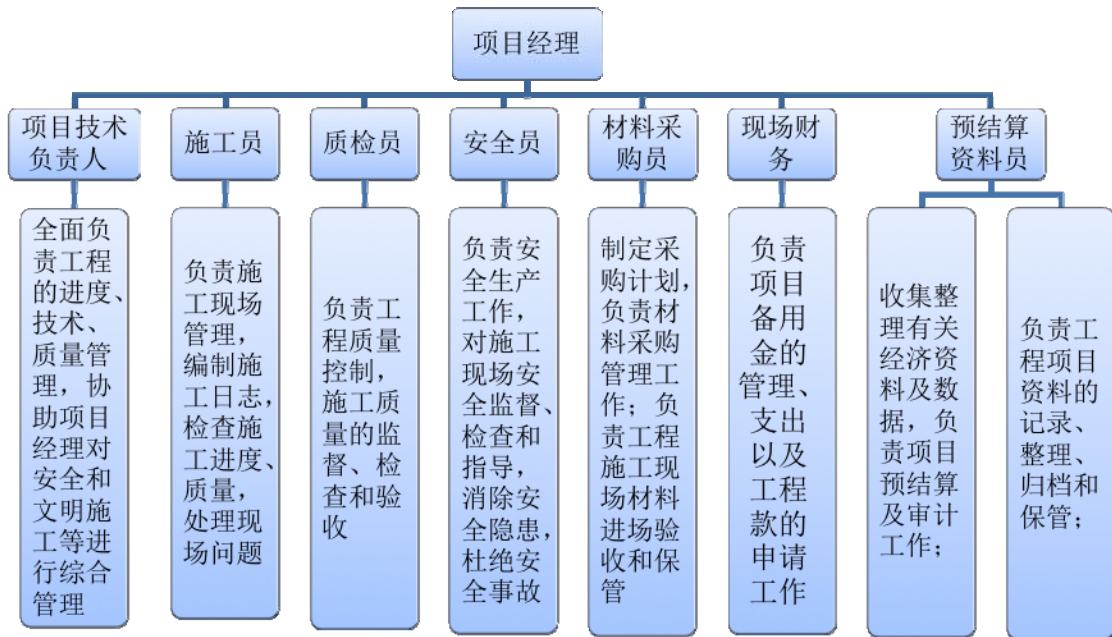 项目经理
项目技术
负责人
施工员
质检员
安全员
材料采
购员
现场财
务
预结算
资料员
全面负
责工程
的进度、
技术、
质量管
理，协
助项目
经理对
安全和
文明施
工等进
行综合
管理
负责施
工现场
管理，
编制施
工日志，
检查施
工进度、
质量，
处理现
场问题
负责工
程质量
控制，
施工质
量的监
督、检
查和验
收
负责安
全生产
工作，
对施工
现场安
全监督、
检查和
指导，
消除安
全隐患，
杜绝安
全事故
制定采
购计划，
负责材
料采购
管理工
作；负
责工程
施工现
场材料
进场验
收和保
管
负责
项目
备用
金的
管理、
支出
以及
工程
款的
申请
工作
收集整
理有关
经济资
料及数
据，负
责项目
预结算
及审计
工作；
负责工
程项目
资料的
记录、
整理、
归档和
保管；